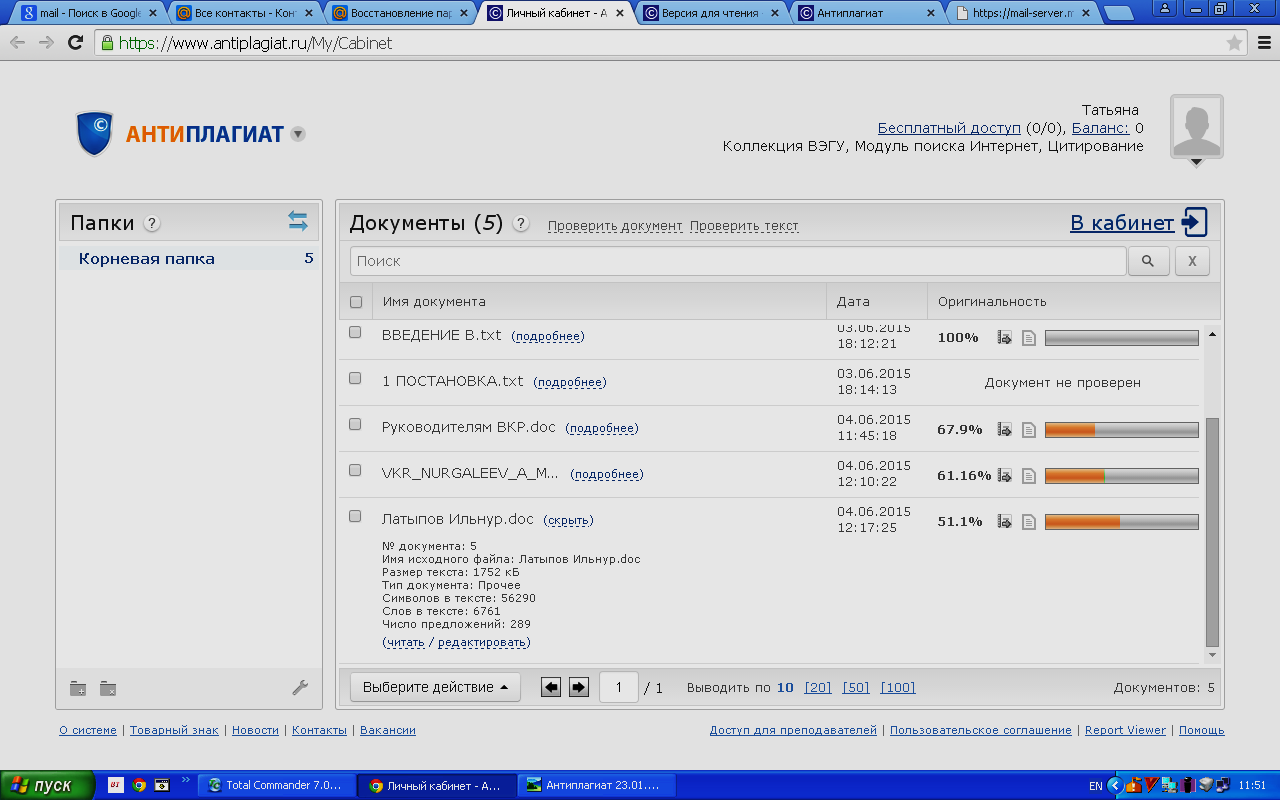 mail - Поиск в Google
Все контакты - Кон
Восстановление пар
Личный кабинет - А
Версия для чтения -
Антиплагиат
https://mail-server.m
https://www.antiplagiat.ru/My/Cabinet
АНТИПЛАГИАТ
Татьяна
Бесплатный доступ (0/0), Баланс: 0
Коллекция ВЭГУ, Модуль поиска Интернет, Цитирование
Папки ?
Корневая папка 5
Документы (5) ? Проверить документ Проверить текст В кабинет
Поиск X
Имя документа Дата Оригинальность
ВВЕДЕНИЕ В.txt (подробнее) 03.06.2015 18:12:21 100%
1 ПОСТАНОВКА.txt (подробнее) 03.06.2015 18:14:13 Документ не проверен
Руководителям ВКР.doc (подробнее) 04.06.2015 11:45:18 67.9%
VKR_NURGALEEV_A_M... (подробнее) 04.06.2015 12:10:22 61.16%
Латыпов Ильнур.doc (скрыть) 04.06.2015 12:17:25 51.1%
№ документа: 5
Имя исходного файла: Латыпов Ильнур.doc
Размер текста: 1752 кБ
Тип документа: Прочее
Символов в тексте: 56290
Слов в тексте: 6761
Число предложений: 289
(читать / редактировать)
Выберите действие 1 / 1 Выводить по 10 [20] [50] [100] Документов: 5
О системе | Товарный знак | Новости | Контакты | Вакансии
Доступ для преподавателей | Пользовательское соглашение | Report Viewer | Помощь
пуск
Total Commander 7.0...
Личный кабинет - А...
Антиплагиат 23.01....
EN 11:51